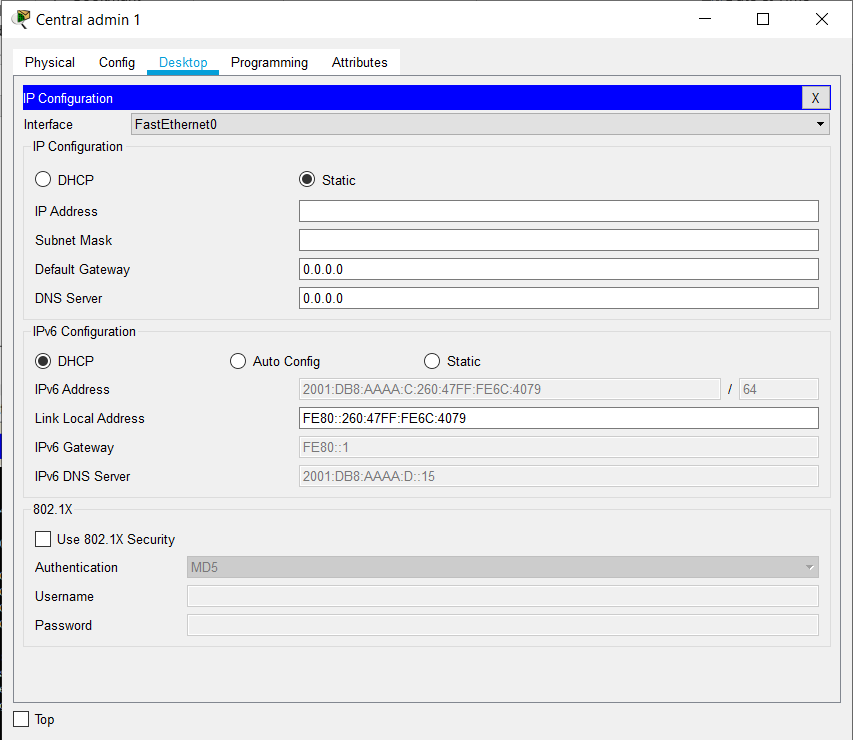 Central admin 1
Physical Config Desktop Programming Attributes
IP Configuration X
Interface FastEthernet0
IP Configuration
DHCP Static
IP Address
Subnet Mask
Default Gateway 0.0.0.0
DNS Server 0.0.0.0
IPv6 Configuration
DHCP Auto Config Static
IPv6 Address 2001:DB8:AAAA:C:260:47FF:FE6C:4079 / 64
Link Local Address FE80::260:47FF:FE6C:4079
IPv6 Gateway FE80::1
IPv6 DNS Server 2001:DB8:AAAA:D::15
802.1X
Use 802.1X Security
Authentication MD5
Username
Password
Top